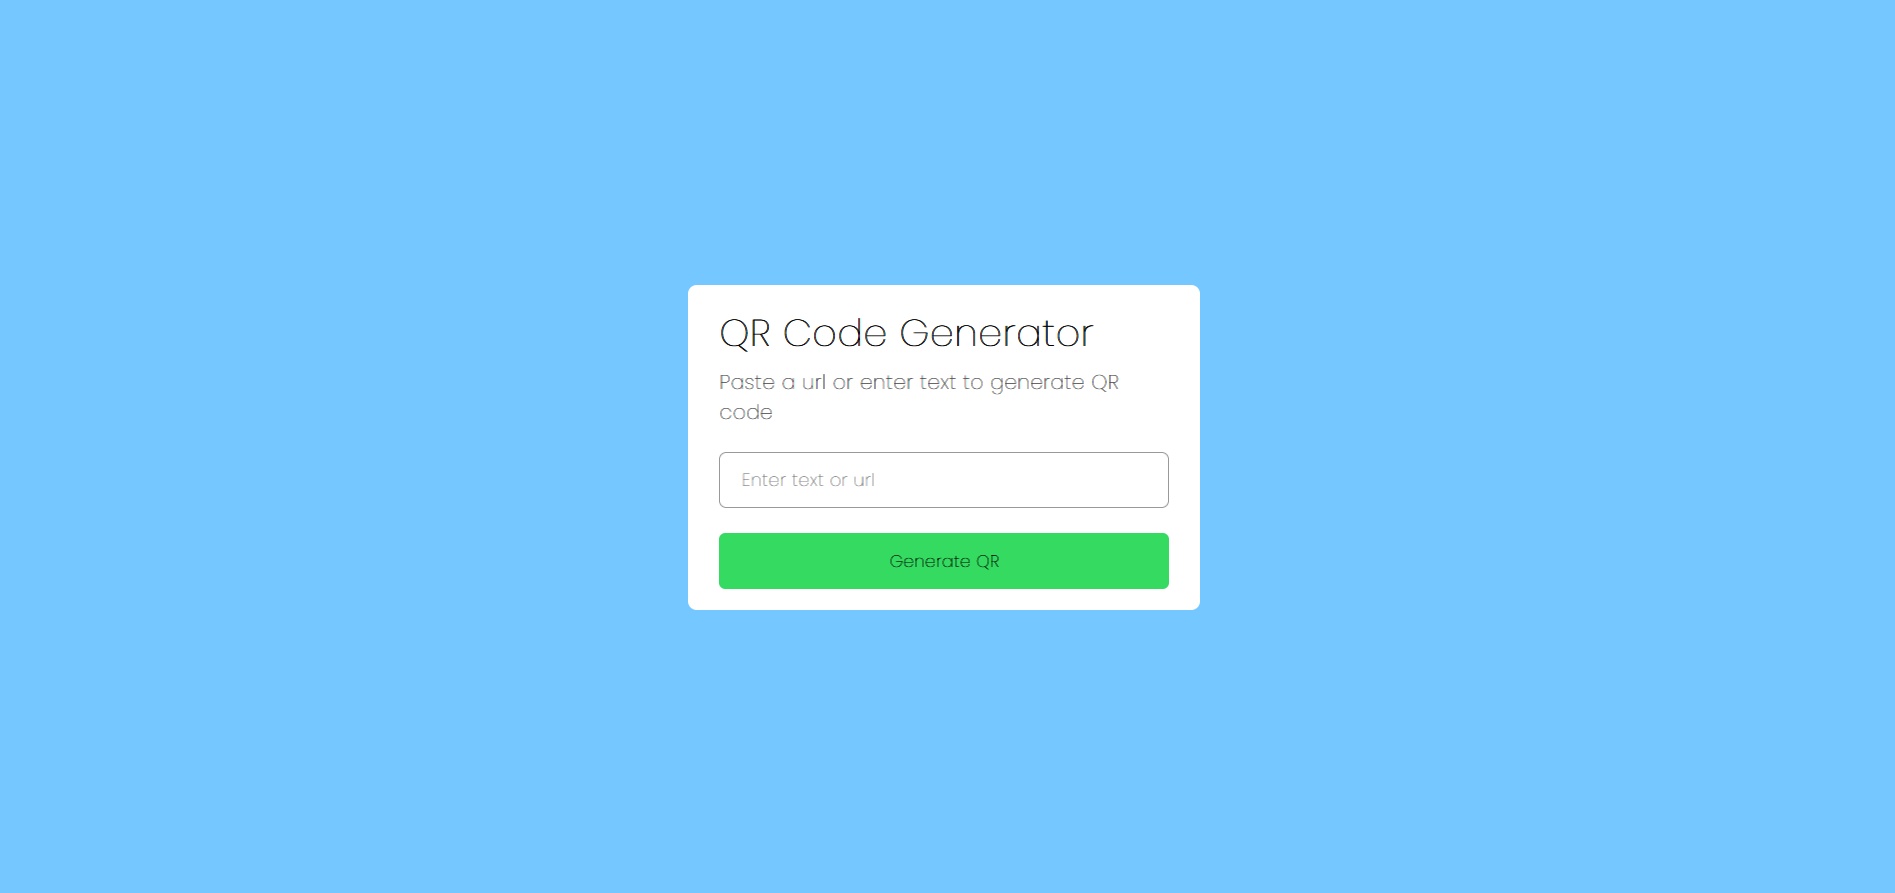 QR Code Generator
Paste a url or enter text to generate QR
code
Enter text or url
Generate QR